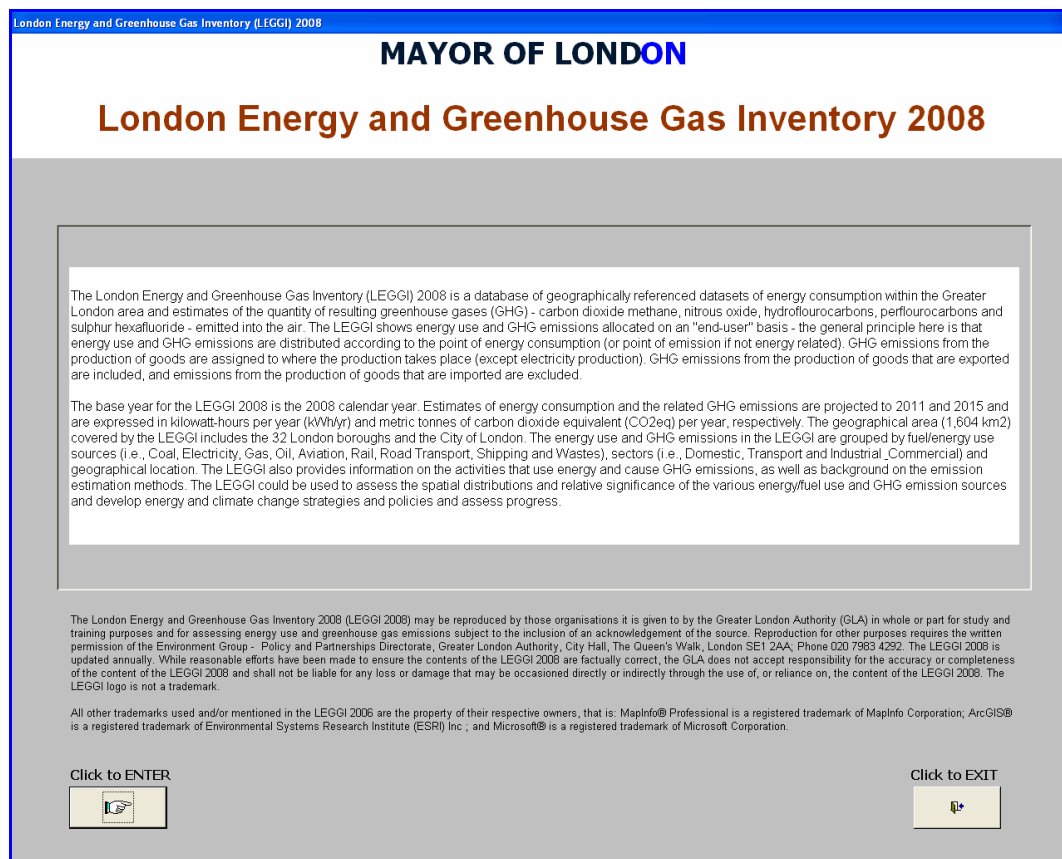 London Energy and Greenhouse Gas Inventory (LEGGI) 2008
MAYOR OF LONDON
London Energy and Greenhouse Gas Inventory 2008
The London Energy and Greenhouse Gas Inventory (LEGGI) 2008 is a database of geographically referenced datasets of energy consumption within the Greater
London area and estimates of the quantity of resulting greenhouse gases (GHG) - carbon dioxide methane, nitrous oxide, hydroflourocarbons, perflourocarbons and
sulphur hexafluoride - emitted into the air. The LEGGI shows energy use and GHG emissions allocated on an "end-user" basis - the general principle here is that
energy use and GHG emissions are distributed according to the point of energy consumption (or point of emission if not energy related). GHG emissions from the
production of goods are assigned to where the production takes place (except electricity production). GHG emissions from the production of goods that are exported
are included, and emissions from the production of goods that are imported are excluded.
The base year for the LEGGI 2008 is the 2008 calendar year. Estimates of energy consumption and the related GHG emissions are projected to 2011 and 2015 and
are expressed in kilowatt-hours per year (kWh/yr) and metric tonnes of carbon dioxide equivalent (CO2eq) per year, respectively. The geographical area (1,604 km2)
covered by the LEGGI includes the 32 London boroughs and the City of London. The energy use and GHG emissions in the LEGGI are grouped by fuel/energy use
sources (i.e., Coal, Electricity, Gas, Oil, Aviation, Rail, Road Transport, Shipping and Wastes), sectors (i.e., Domestic, Transport and Industrial_Commercial) and
geographical location. The LEGGI also provides information on the activities that use energy and cause GHG emissions, as well as background on the emission
estimation methods. The LEGGI could be used to assess the spatial distributions and relative significance of the various energy/fuel use and GHG emission sources
and develop energy and climate change strategies and policies and assess progress.
The London Energy and Greenhouse Gas Inventory 2008 (LEGGI 2008) may be reproduced by those organisations it is given to by the Greater London Authority (GLA) in whole or part for study and
training purposes and for assessing energy use and greenhouse gas emissions subject to the inclusion of an acknowledgement of the source. Reproduction for other purposes requires the written
permission of the Environment Group - Policy and Partnerships Directorate, Greater London Authority, City Hall, The Queen's Walk, London SE1 2AA; Phone 020 7983 4292. The LEGGI 2008 is
updated annually. While reasonable efforts have been made to ensure the contents of the LEGGI 2008 are factually correct, the GLA does not accept responsibility for the accuracy or completeness
of the content of the LEGGI 2008 and shall not be liable for any loss or damage that may be occasioned directly or indirectly through the use of, or reliance on, the content of the LEGGI 2008. The
LEGGI logo is not a trademark.
All other trademarks used and/or mentioned in the LEGGI 2006 are the property of their respective owners, that is: MapInfo® Professional is a registered trademark of MapInfo Corporation; ArcGIS®
is a registered trademark of Environmental Systems Research Institute (ESRI) Inc ; and Microsoft® is a registered trademark of Microsoft Corporation.
Click to ENTER
Click to EXIT